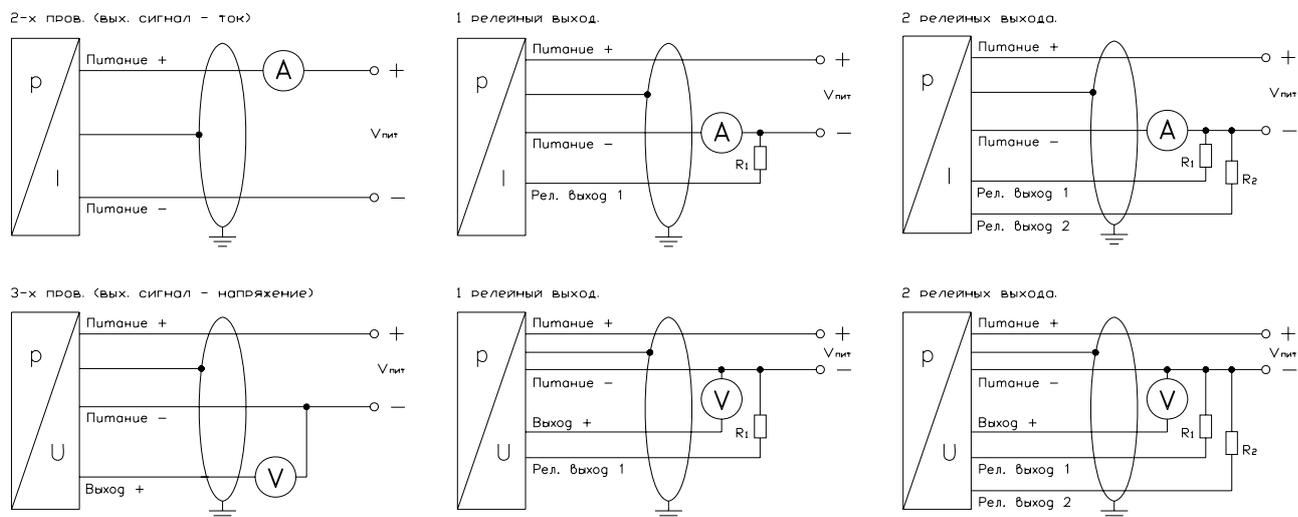 2-х пров. (вых. сигнал - ток)
Питание +
A
+
p
Vпит
I
Питание -
-
1 релейный выход.
Питание +
+
p
Vпит
A
-
Питание -
R1
I
Рел. выход 1
2 релейных выхода.
Питание +
+
p
Vпит
A
-
Питание -
R1
R2
I
Рел. выход 1
Рел. выход 2
3-х пров. (вых. сигнал - напряжение)
Питание +
+
p
Vпит
-
Питание -
U
V
Выход +
1 релейный выход.
Питание +
+
p
Vпит
-
Питание -
V
Выход +
R1
U
Рел. выход 1
2 релейных выхода.
Питание +
+
p
Vпит
-
Питание -
V
Выход +
R1
R2
U
Рел. выход 1
Рел. выход 2